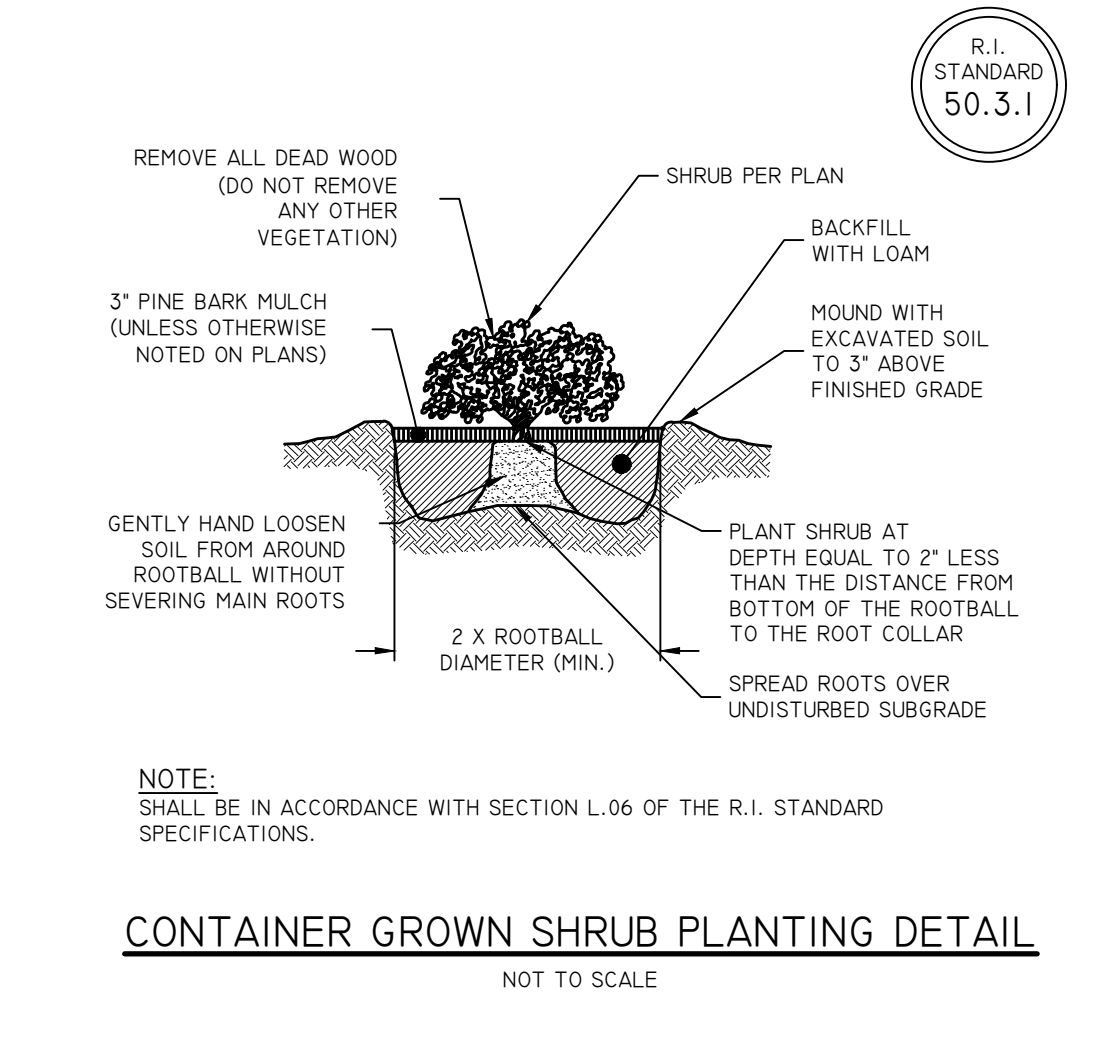 R.I.
STANDARD
50.3.1
REMOVE ALL DEAD WOOD
(DO NOT REMOVE
ANY OTHER
VEGETATION)
SHRUB PER PLAN
BACKFILL
WITH LOAM
3" PINE BARK MULCH
(UNLESS OTHERWISE
NOTED ON PLANS)
MOUND WITH
EXCAVATED SOIL
TO 3" ABOVE
FINISHED GRADE
GENTLY HAND LOOSEN
SOIL FROM AROUND
ROOTBALL WITHOUT
SEVERING MAIN ROOTS
PLANT SHRUB AT
DEPTH EQUAL TO 2" LESS
THAN THE DISTANCE FROM
BOTTOM OF THE ROOTBALL
TO THE ROOT COLLAR
2 X ROOTBALL
DIAMETER (MIN.)
SPREAD ROOTS OVER
UNDISTURBED SUBGRADE
NOTE:
SHALL BE IN ACCORDANCE WITH SECTION L.06 OF THE R.I. STANDARD
SPECIFICATIONS.
CONTAINER GROWN SHRUB PLANTING DETAIL
NOT TO SCALE